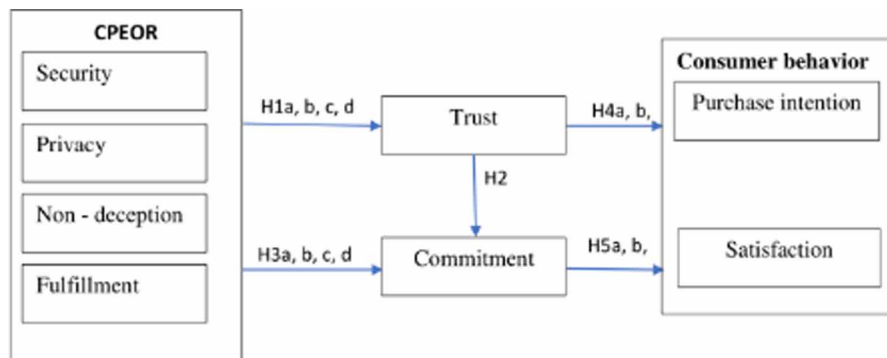 CPEOR
Security
Privacy
Non - deception
Fulfillment
H1a, b, c, d
H3a, b, c, d
Trust
H2
Commitment
H4a, b,
H5a, b,
Consumer behavior
Purchase intention
Satisfaction